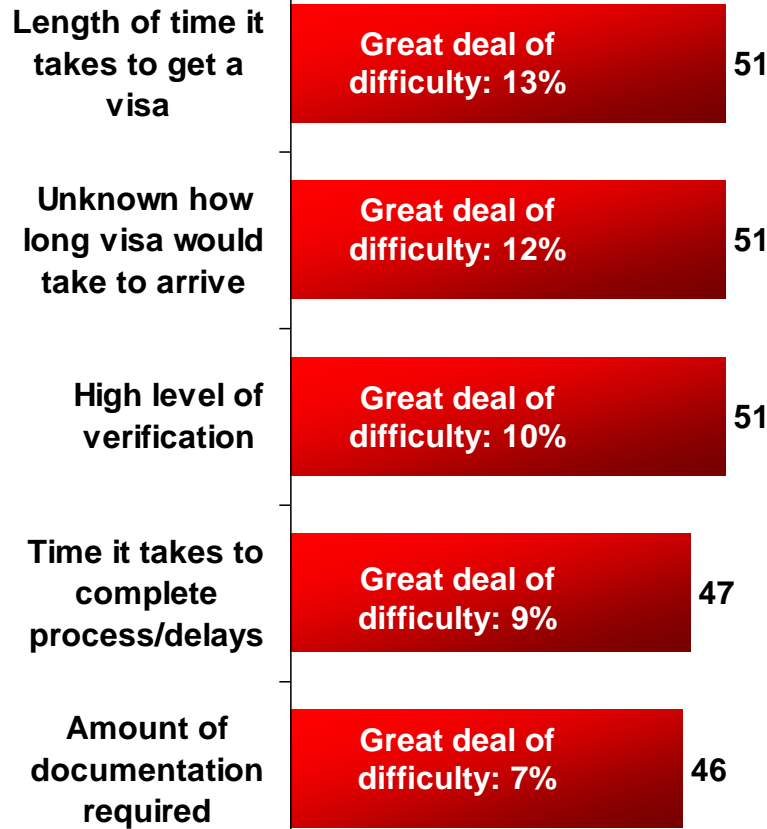 Length of time it
takes to get a
visa
Great deal of
difficulty: 13%
51
Unknown how
long visa would
take to arrive
Great deal of
difficulty: 12%
51
High level of
verification
Great deal of
difficulty: 10%
51
Time it takes to
complete
process/delays
Great deal of
difficulty: 9%
47
Amount of
documentation
required
Great deal of
difficulty: 7%
46